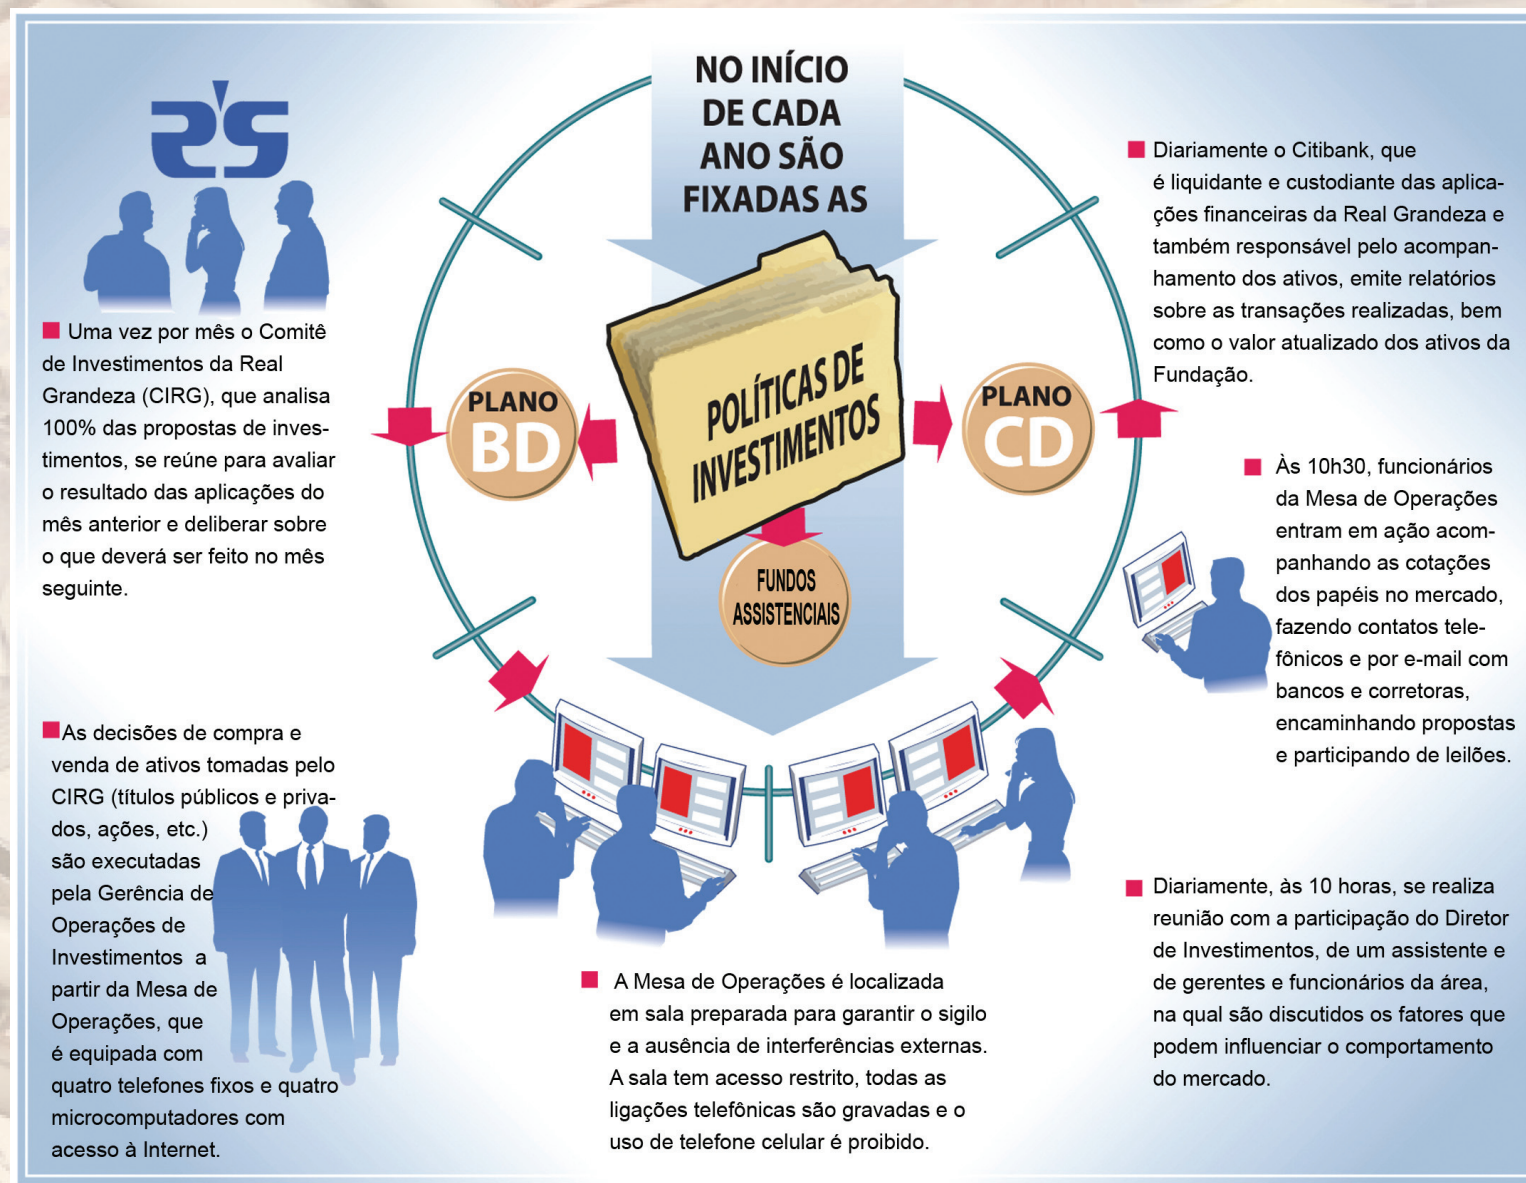 NO INÍCIO
DE CADA
ANO SÃO
FIXADAS AS
POLÍTICAS DE
INVESTIMENTOS
PLANO
BD
PLANO
CD
FUNDOS
ASSISTENCIAIS
Uma vez por mês o Comitê
de Investimentos da Real
Grandeza (CIRG), que analisa
100% das propostas de inves-
timentos, se reúne para avaliar
o resultado das aplicações do
mês anterior e deliberar sobre
o que deverá ser feito no mês
seguinte.
As decisões de compra e
venda de ativos tomadas pelo
CIRG (títulos públicos e priva-
dos, ações, etc.)
são executadas
pela Gerência de
Operações de
Investimentos a
partir da Mesa de
Operações, que
é equipada com
quatro telefones fixos e quatro
microcomputadores com
acesso à Internet.
A Mesa de Operações é localizada
em sala preparada para garantir o sigilo
e a ausência de interferências externas.
A sala tem acesso restrito, todas as
ligações telefônicas são gravadas e o
uso de telefone celular é proibido.
Diariamente, às 10 horas, se realiza
reunião com a participação do Diretor
de Investimentos, de um assistente e
de gerentes e funcionários da área,
na qual são discutidos os fatores que
podem influenciar o comportamento
do mercado.
Às 10h30, funcionários
da Mesa de Operações
entram em ação acom-
panhando as cotações
dos papéis no mercado,
fazendo contatos tele-
fônicos e por e-mail com
bancos e corretoras,
encaminhando propostas
e participando de leilões.
Diariamente o Citibank, que
é liquidante e custodiante das aplica-
ções financeiras da Real Grandeza e
também responsável pelo acompan-
hamento dos ativos, emite relatórios
sobre as transações realizadas, bem
como o valor atualizado dos ativos da
Fundação.